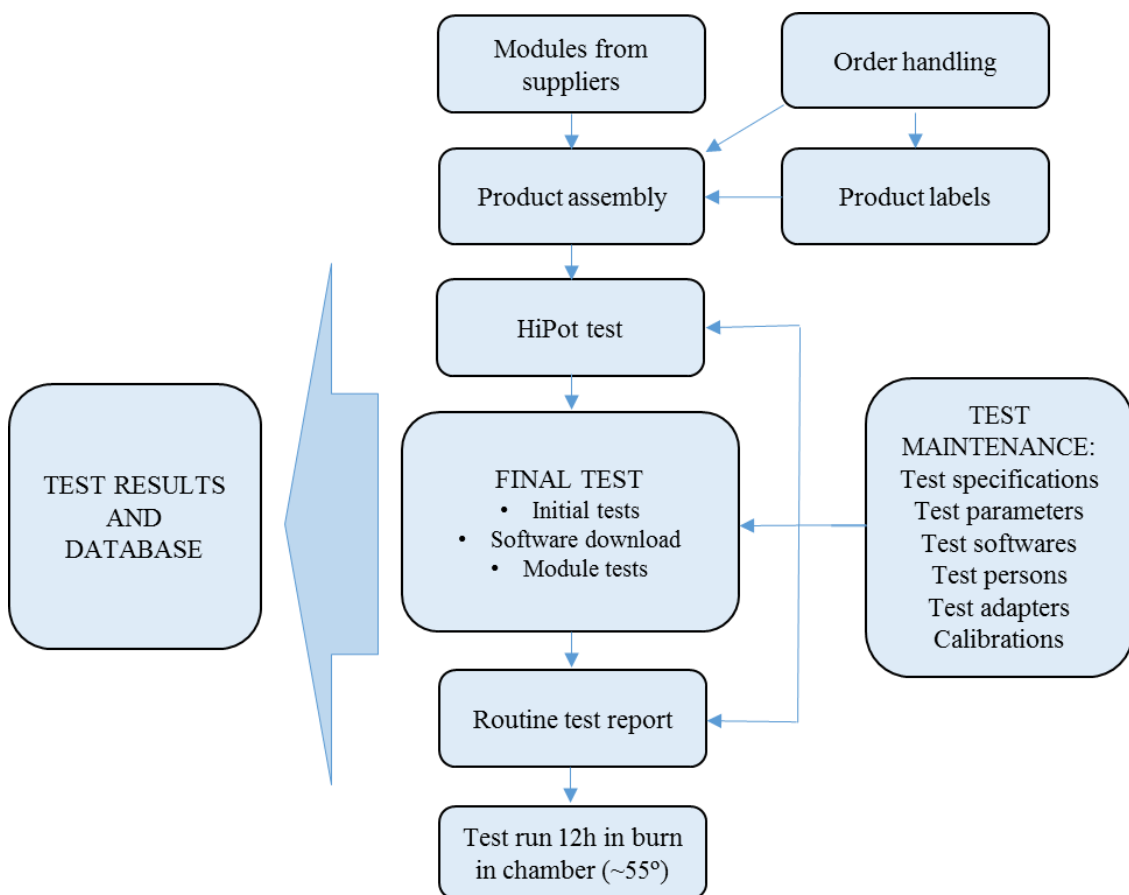 Modules from
suppliers
Order handling
Product assembly
Product labels
HiPot test
TEST RESULTS
AND
DATABASE
FINAL TEST
• Initial tests
• Software download
• Module tests
TEST
MAINTENANCE:
Test specifications
Test parameters
Test softwares
Test persons
Test adapters
Calibrations
Routine test report
Test run 12h in burn
in chamber (~55º)